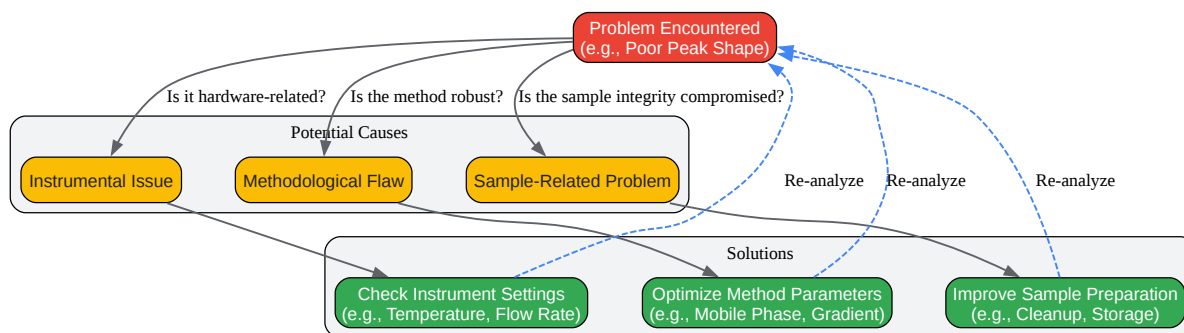 Problem Encountered
(e.g., Poor Peak Shape)
Is it hardware-related?
Is the method robust?
Is the sample integrity compromised?
Potential Causes
Instrumental Issue
Methodological Flaw
Sample-Related Problem
Re-analyze
Re-analyze
Re-analyze
Solutions
Check Instrument Settings
(e.g., Temperature, Flow Rate)
Optimize Method Parameters
(e.g., Mobile Phase, Gradient)
Improve Sample Preparation
(e.g., Cleanup, Storage)